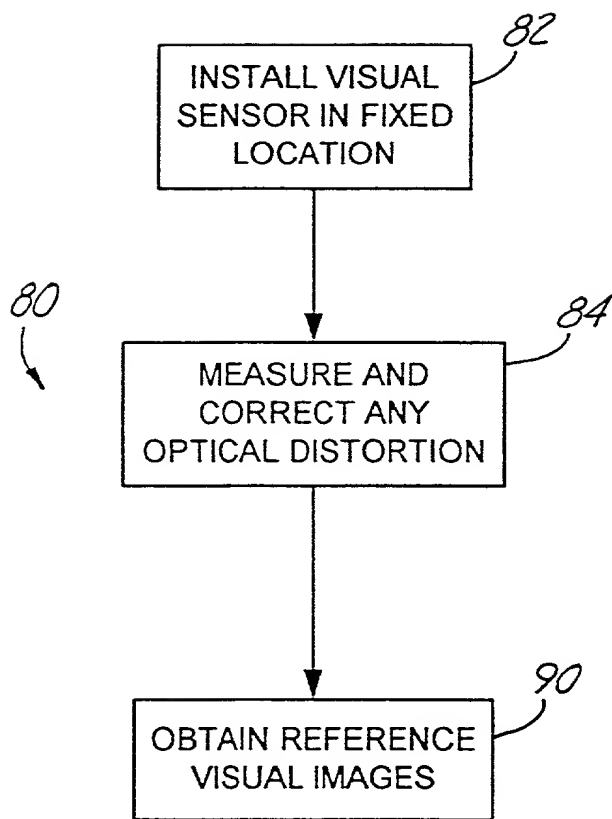 82
INSTALL VISUAL
SENSOR IN FIXED
LOCATION
80
84
MEASURE AND
CORRECT ANY
OPTICAL DISTORTION
90
OBTAIN REFERENCE
VISUAL IMAGES